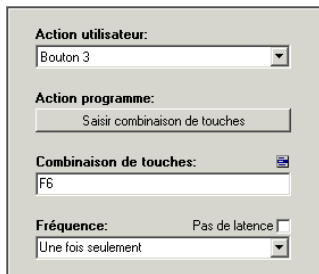 Action utilisateur:
Bouton 3
Action programme:
Saisir combinaison de touches
Combinaison de touches:
F6
Fréquence: Pas de latence
Une fois seulement